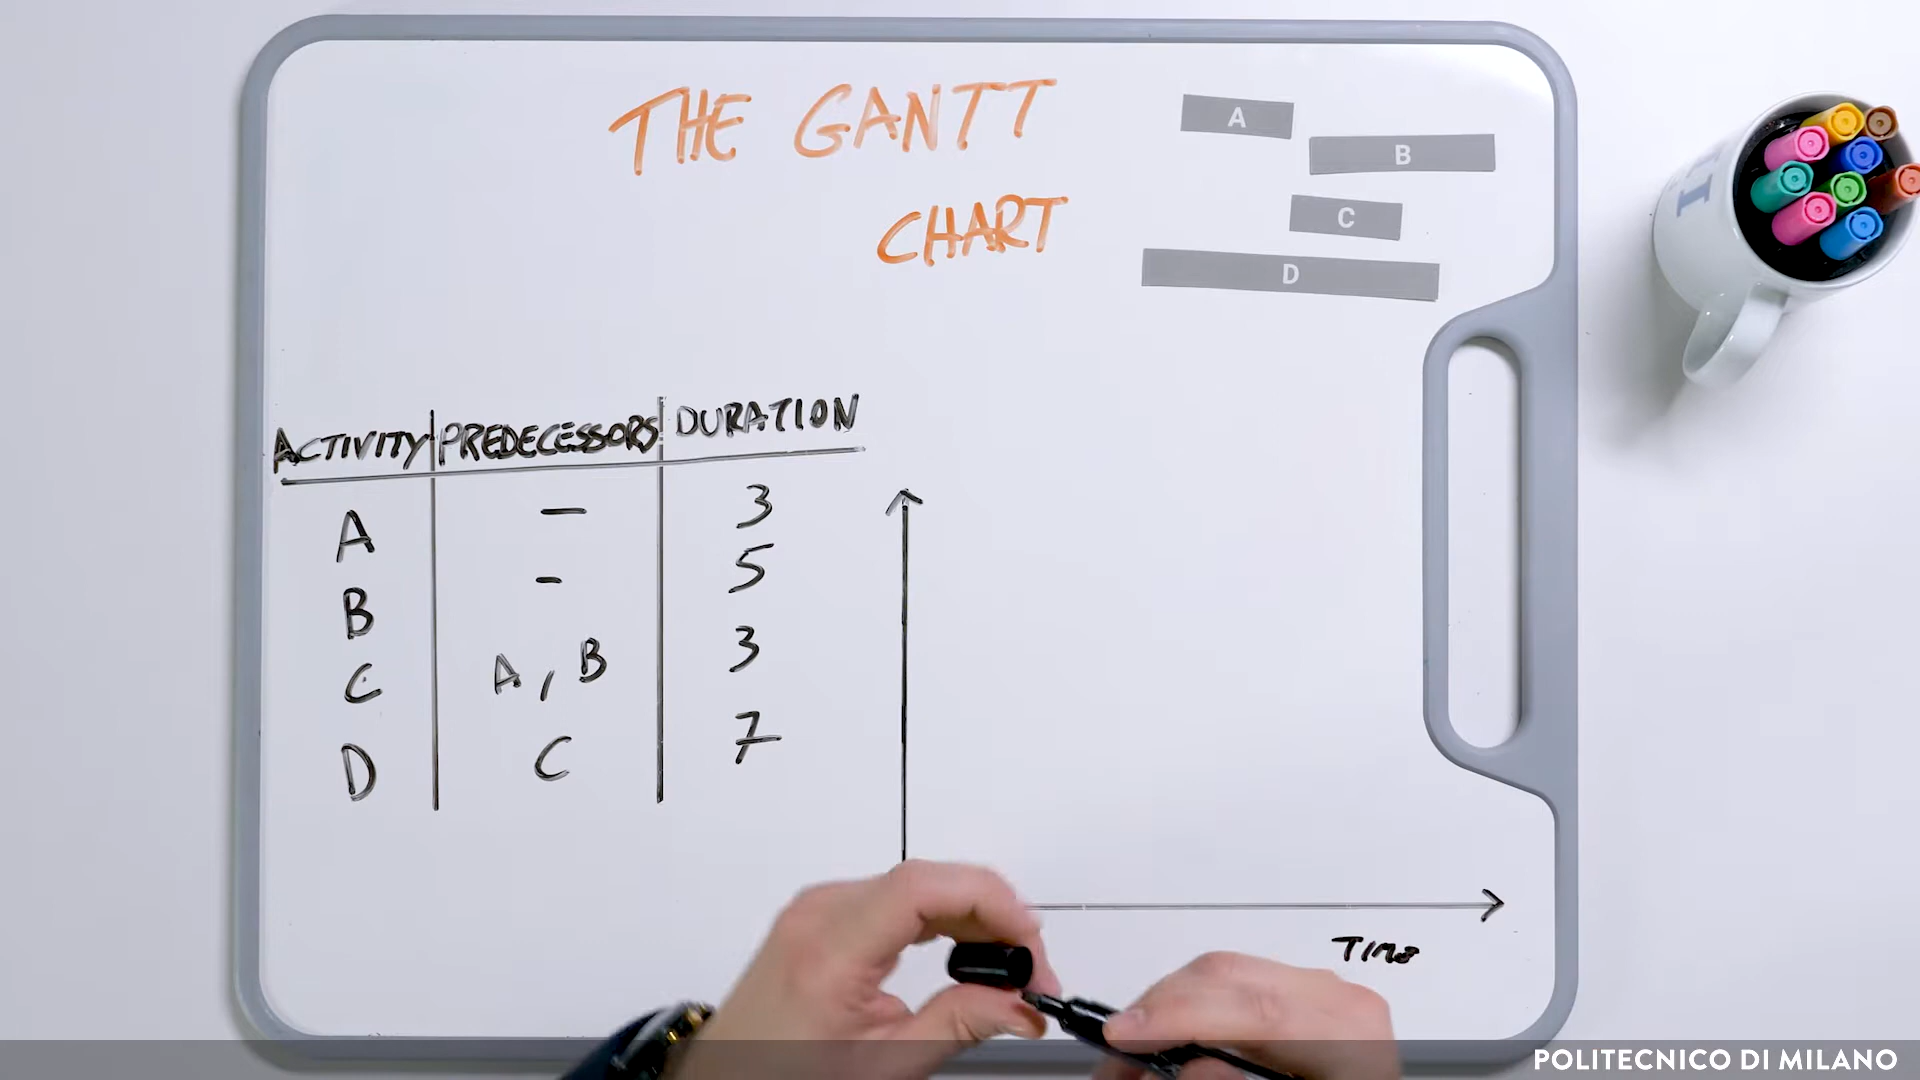 THE GANTT
CHART
A
B
C
D
ACTIVITY PREDECESSORS DURATION
A - 3
B - 5
C A, B 3
D C 7
TIME
POLITECNICO DI MILANO